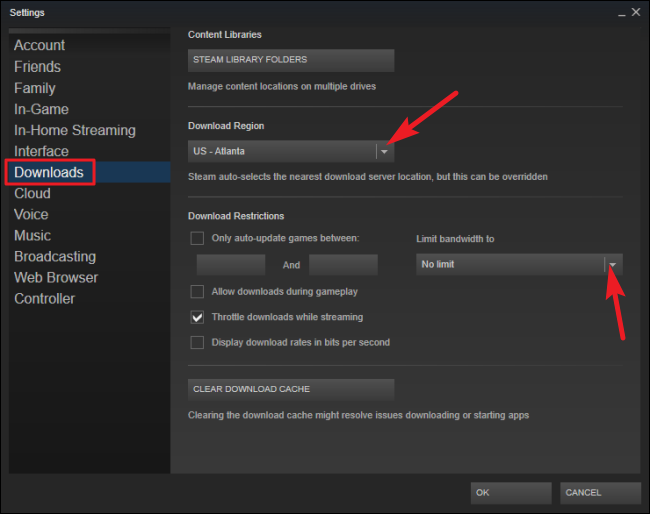 Settings
Account
Friends
Family
In-Game
In-Home Streaming
Interface
Downloads
Cloud
Voice
Music
Broadcasting
Web Browser
Controller
Content Libraries
STEAM LIBRARY FOLDERS
Manage content locations on multiple drives
Download Region
US - Atlanta
Steam auto-selects the nearest download server location, but this can be overridden
Download Restrictions
Only auto-update games between:
And
Limit bandwidth to
No limit
Allow downloads during gameplay
Throttle downloads while streaming
Display download rates in bits per second
CLEAR DOWNLOAD CACHE
Clearing the download cache might resolve issues downloading or starting apps
OK
CANCEL